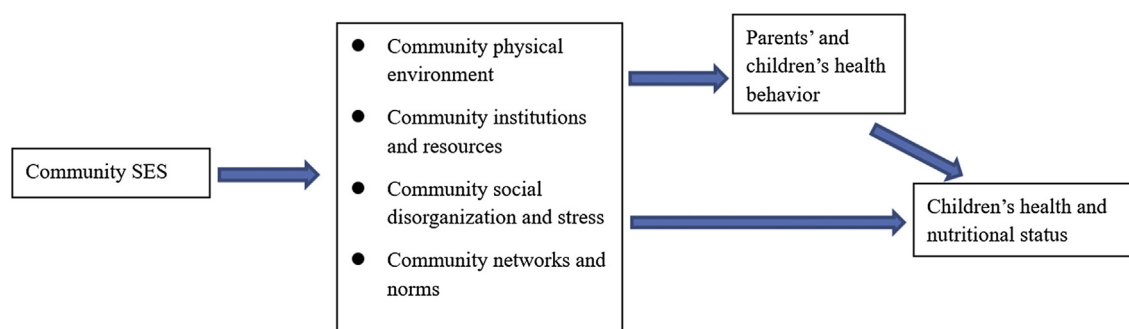 Community SES
● Community physical
environment
● Community institutions
and resources
● Community social
disorganization and stress
● Community networks and
norms
Parents’ and
children’s health
behavior
Children’s health and
nutritional status